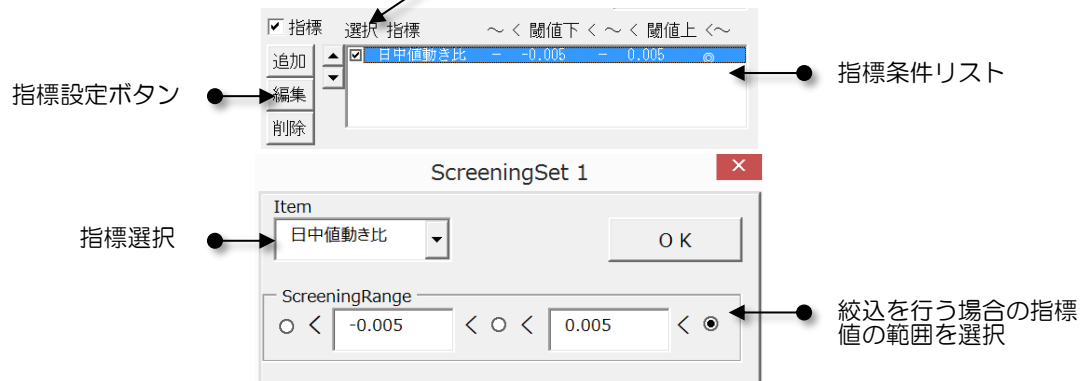 指標 選択 指標 ～ < 閾値下 < ～ < 閾値上 <～
追加 日中値動き比 － -0.005 － 0.005 ◎
指標条件リスト
指標設定ボタン
編集
削除
ScreeningSet 1
Item
指標選択
日中値動き比
O K
ScreeningRange
< -0.005 < < 0.005 <
絞込を行う場合の指標
値の範囲を選択